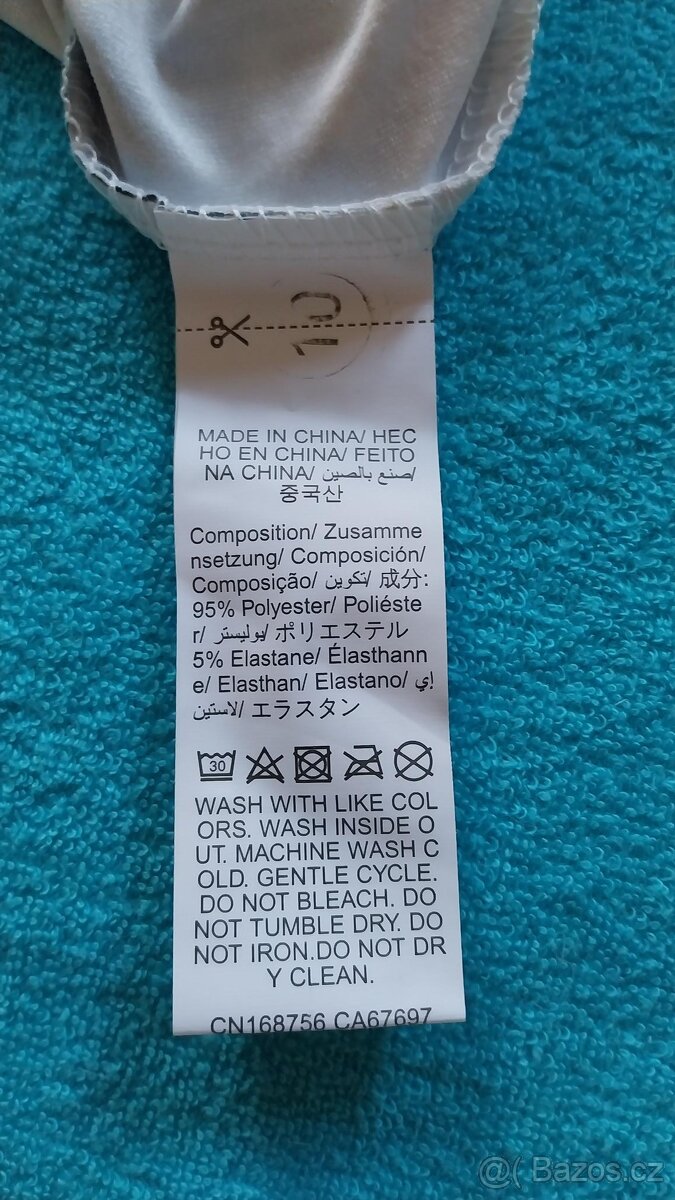 10
MADE IN CHINA/ HEC
HO EN CHINA/ FEITO
NA CHINA/ صنع بالصين/
중국산
Composition/ Zusamme
nsetzung/ Composición/
Composição/ تكوين/ 成分:
95% Polyester/ Poliéste
r/ بوليستر/ ポリエステル
5% Elastane/ Élasthann
e/ Elasthan/ Elastano/ إي
لاستين/ エラスタン
30
WASH WITH LIKE COL
ORS. WASH INSIDE O
UT. MACHINE WASH C
OLD. GENTLE CYCLE.
DO NOT BLEACH. DO
NOT TUMBLE DRY. DO
NOT IRON.DO NOT DR
Y CLEAN.
CN168756 CA67697
@( Bazos.cz